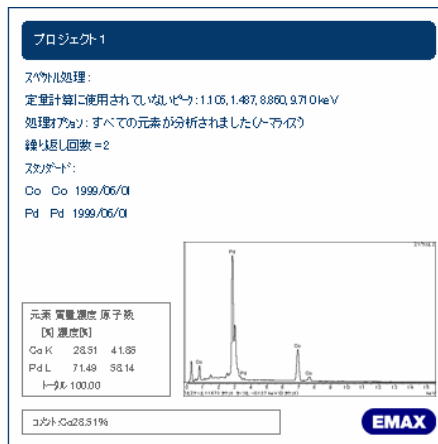 プロジェクト1
スペクトル処理:
定量計算に使用されていないピーク:1.105, 1.487, 8.860, 9.710 keV
処理オプション:すべての元素が分析されました(ノーマライズ)
繰り返し回数 =2
スタンダード:
Co Co 1999/06/01
Pd Pd 1999/06/01
Pd
Co
Pd
Co
Co
元素 質量濃度 原子数
[%] 濃度[%]
Co K 28.51 41.85
Pd L 71.49 58.14
トータル 100.00
コメント:Co28.51%
EMAX